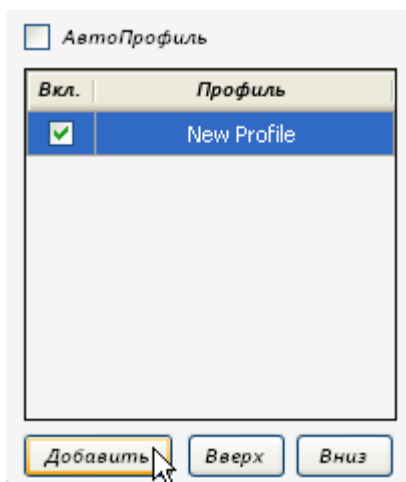 АвтоПрофиль
Вкл. Профиль
New Profile
Добавить Вверх Вниз